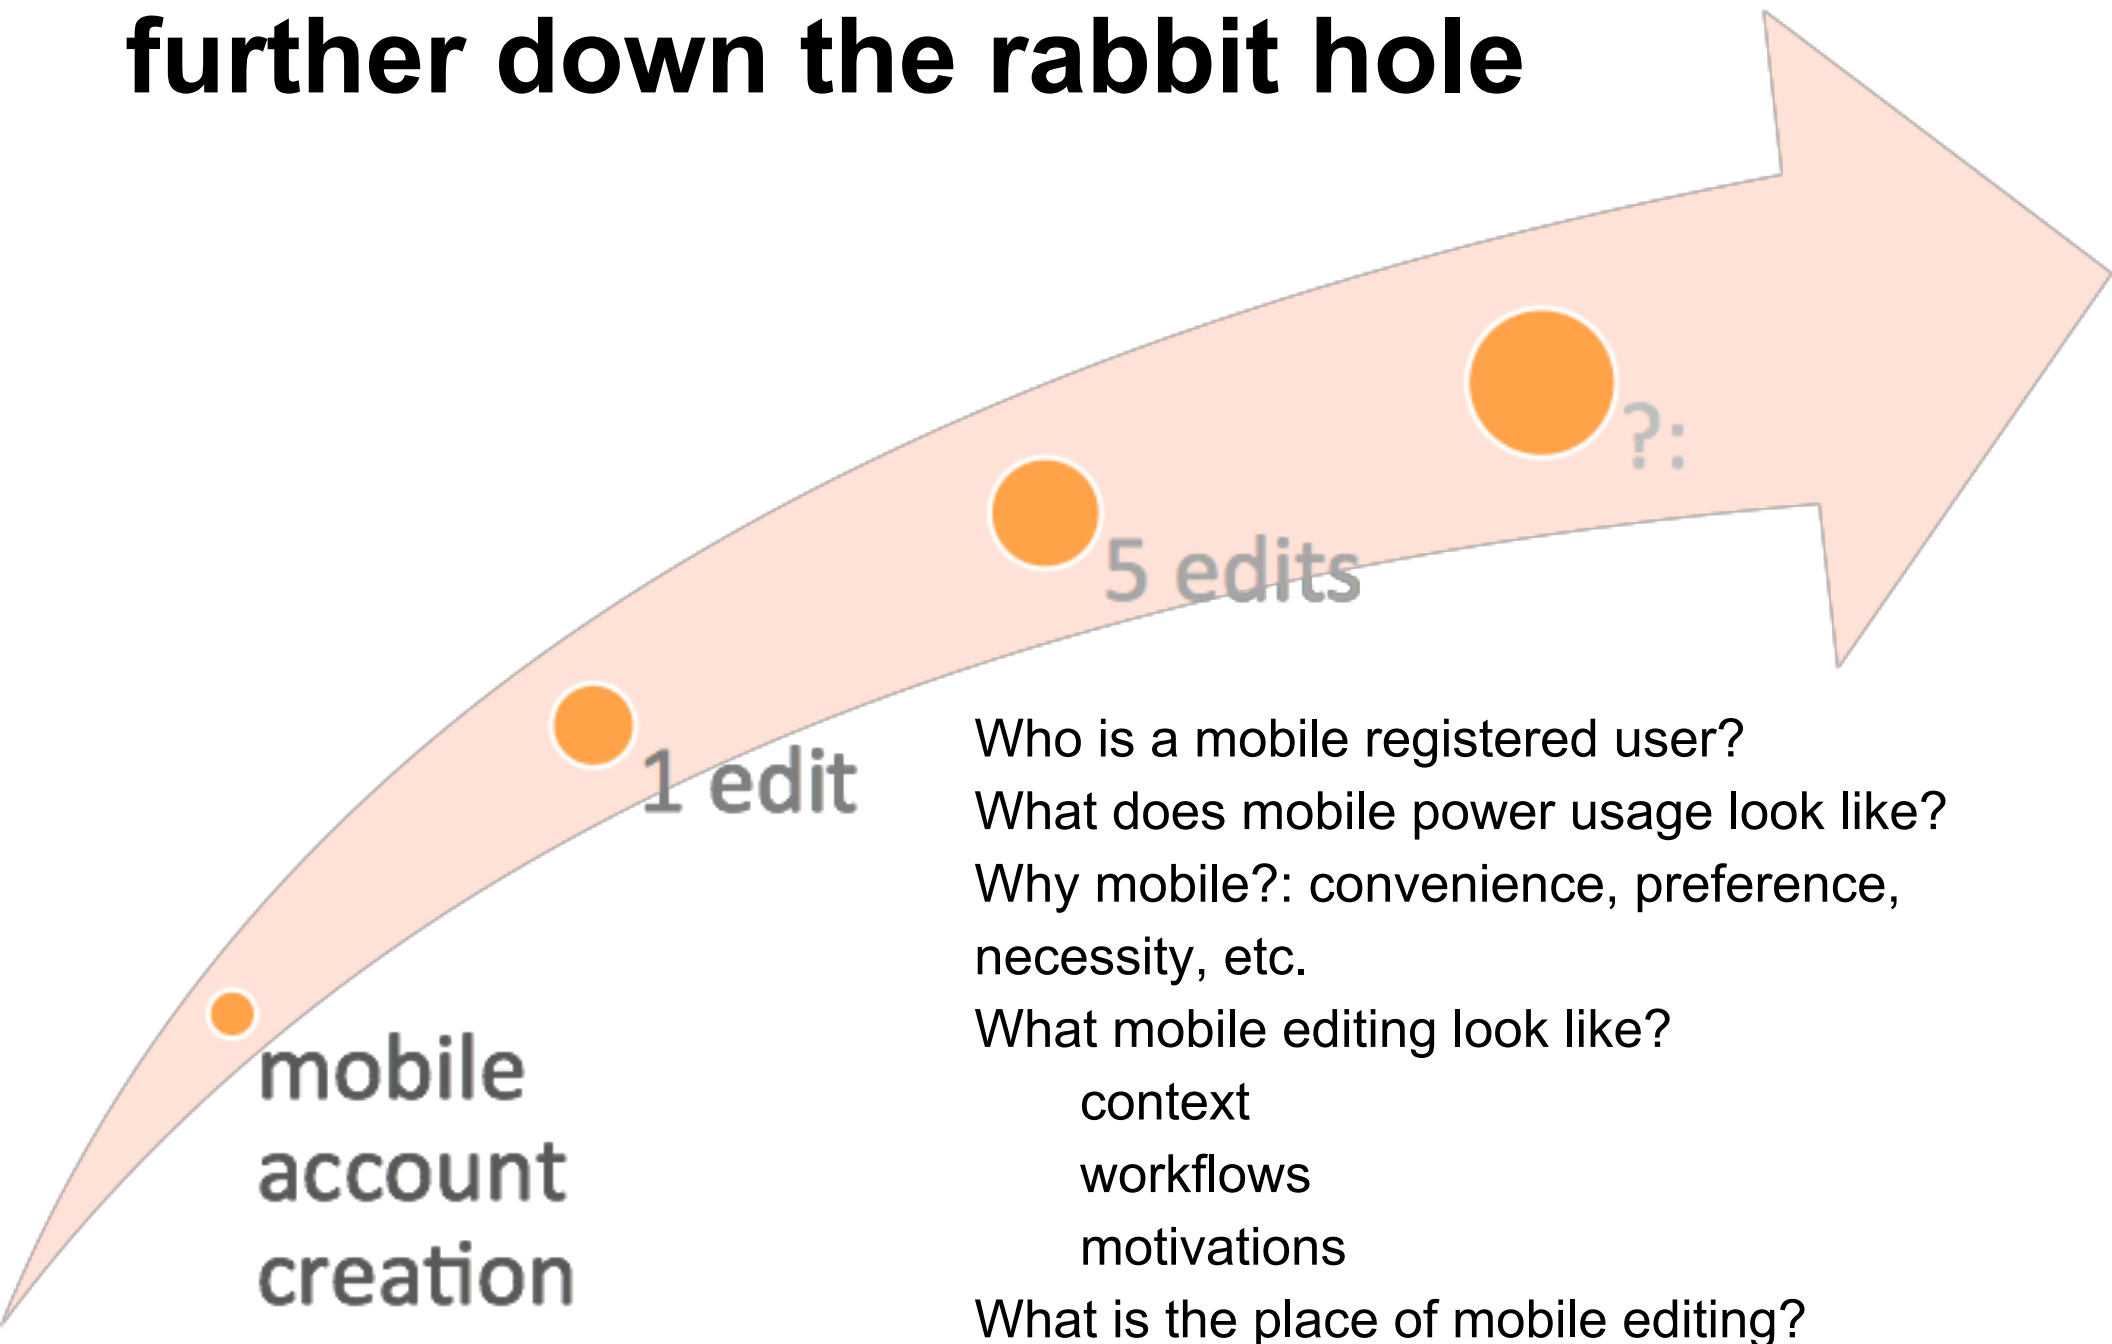 further down the rabbit hole
?:
5 edits
1 edit
mobile
account
creation
Who is a mobile registered user?
What does mobile power usage look like?
Why mobile?: convenience, preference,
necessity, etc.
What mobile editing look like?
context
workflows
motivations
What is the place of mobile editing?